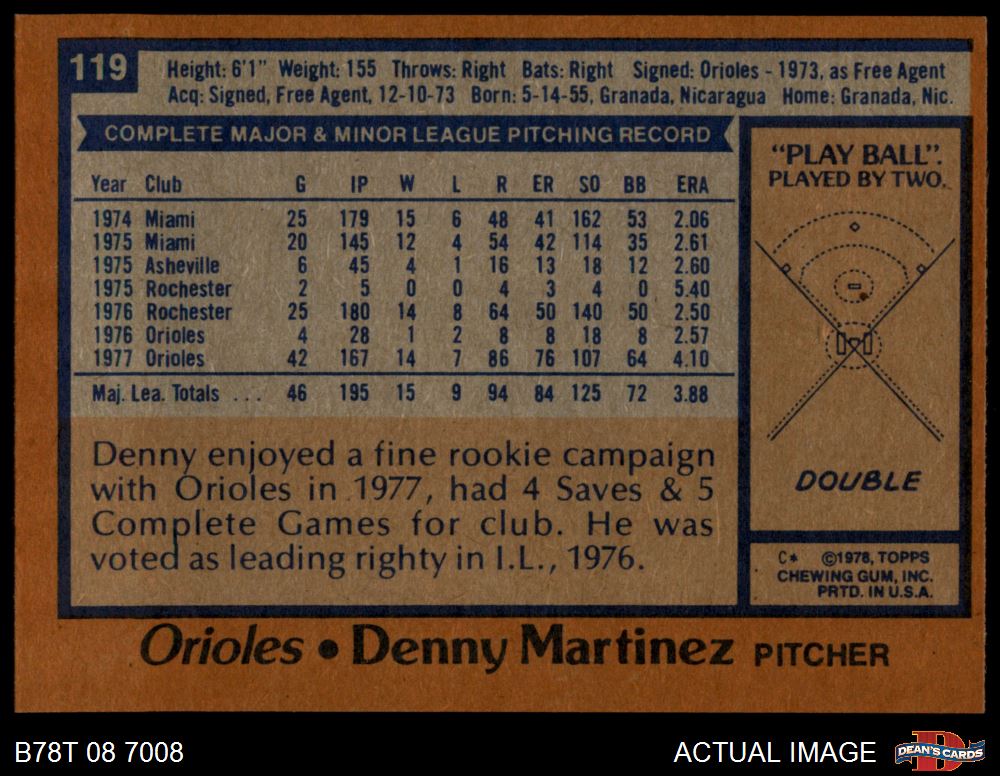 119
Height: 6'1" Weight: 155 Throws: Right Bats: Right Signed: Orioles - 1973, as Free Agent
Acq: Signed, Free Agent, 12-10-73 Born: 5-14-55, Granada, Nicaragua Home: Granada, Nic.
COMPLETE MAJOR & MINOR LEAGUE PITCHING RECORD
Year Club G IP W L R ER SO BB ERA
1974 Miami 25 179 15 6 48 41 162 53 2.06
1975 Miami 20 145 12 4 54 42 114 35 2.61
1975 Asheville 6 45 4 1 16 13 18 12 2.60
1975 Rochester 2 5 0 0 4 3 4 0 5.40
1976 Rochester 25 180 14 8 64 50 140 50 2.50
1976 Orioles 4 28 1 2 8 8 18 8 2.57
1977 Orioles 42 167 14 7 86 76 107 64 4.10
Maj. Lea. Totals ... 46 195 15 9 94 84 125 72 3.88
Denny enjoyed a fine rookie campaign
with Orioles in 1977, had 4 Saves & 5
Complete Games for club. He was
voted as leading righty in I.L., 1976.
"PLAY BALL".
PLAYED BY TWO.
DOUBLE
C* ©1978, TOPPS
CHEWING GUM, INC.
PRTD. IN U.S.A.
Orioles • Denny Martinez PITCHER
B78T 08 7008
ACTUAL IMAGE
D
DEAN'S CARDS